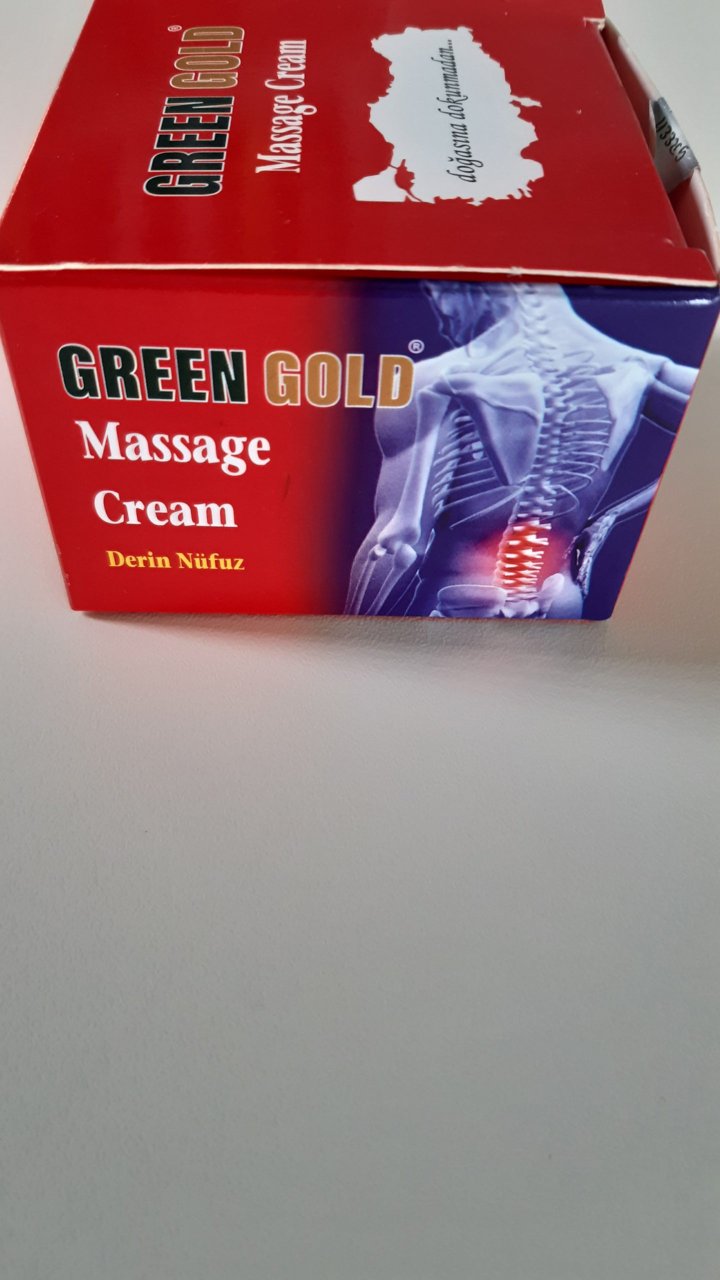 GREEN GOLD®
Massage Cream
doğasına dokunmadan...
GREEN GOLD®
Massage
Cream
Derin Nüfuz